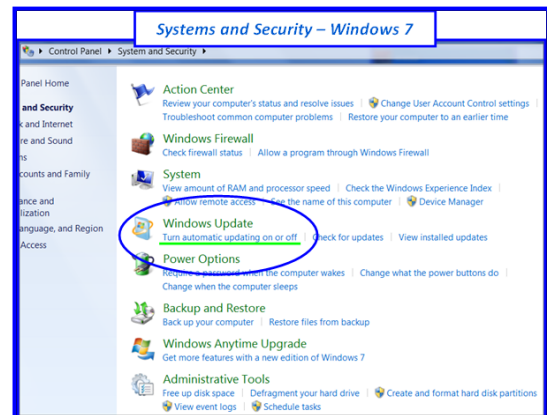 Systems and Security – Windows 7
Control Panel ▸ System and Security ▸
Panel Home
and Security
and Internet
and Sound
counts and Family
and
anguage, and Region
Access
Action Center
Review your computer's status and resolve issues | Change User Account Control settings |
Troubleshoot common computer problems | Restore your computer to an earlier time
Windows Firewall
Check firewall status | Allow a program through Windows Firewall
System
View amount of RAM and processor speed | Check the Windows Experience Index |
Allow remote access | See the name of this computer | Device Manager
Windows Update
Turn automatic updating on or off | Check for updates | View installed updates
Power Options
Require a password when the computer wakes | Change what the power buttons do |
Change when the computer sleeps
Backup and Restore
Back up your computer | Restore files from backup
Windows Anytime Upgrade
Get more features with a new edition of Windows 7
Administrative Tools
Free up disk space | Defragment your hard drive | Create and format hard disk partitions
View event logs | Schedule tasks